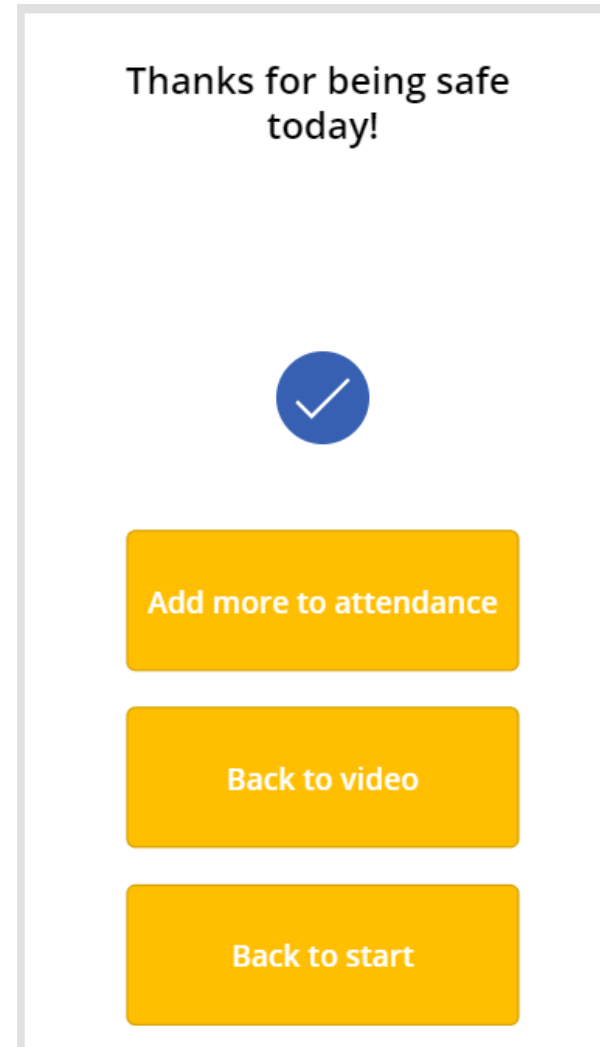 Thanks for being safe
today!
Add more to attendance
Back to video
Back to start